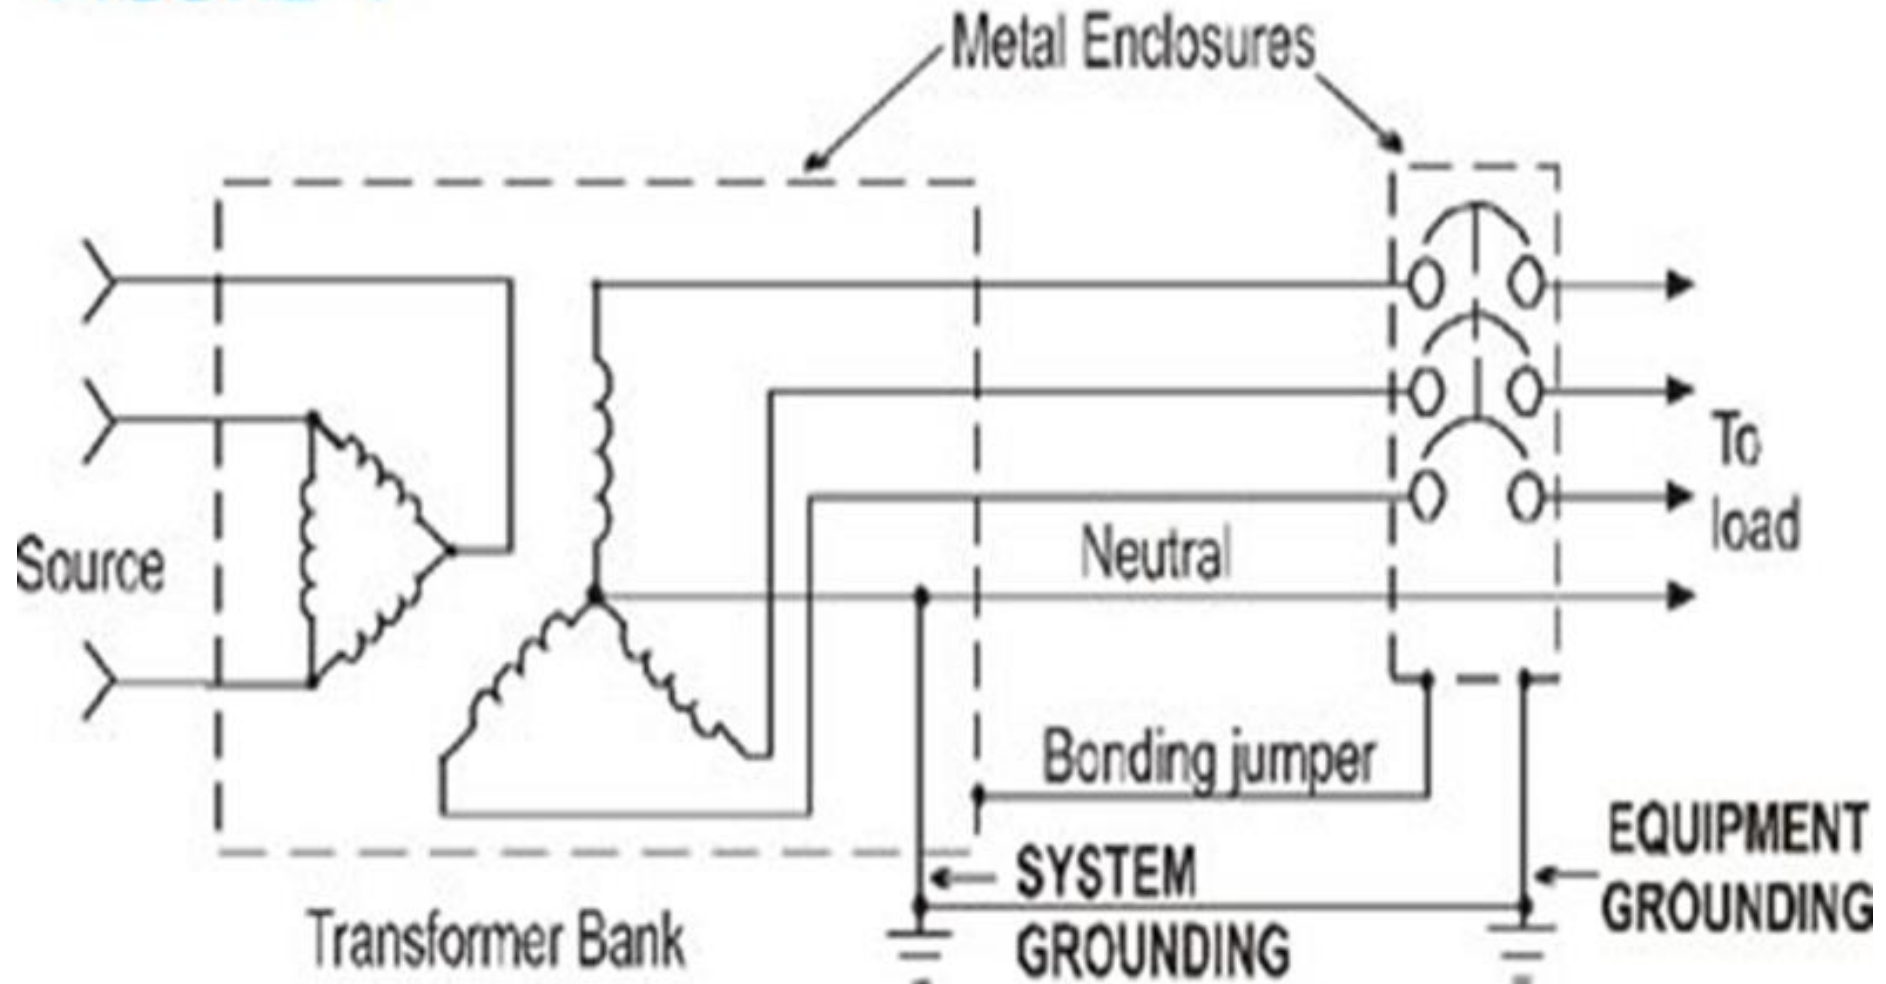 Metal Enclosures
Source
To
load
Neutral
Bonding jumper
SYSTEM
GROUNDING
EQUIPMENT
GROUNDING
Transformer Bank